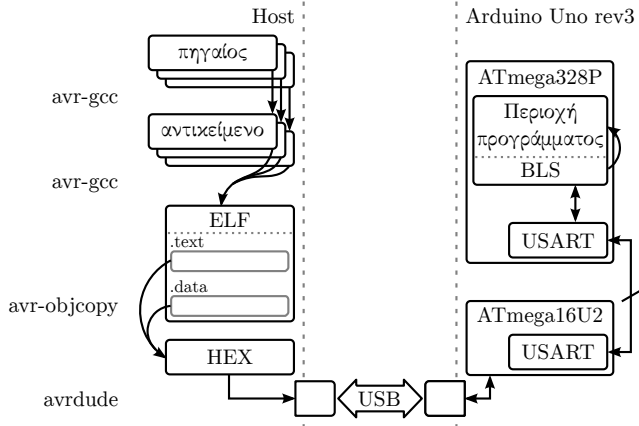 Host
Arduino Uno rev3
πηγαίος
ATmega328P
avr-gcc
Περιοχή
προγράμματος
αντικείμενο
BLS
avr-gcc
ELF
USART
.text
.data
avr-objcopy
ATmega16U2
HEX
USART
avrdude
USB